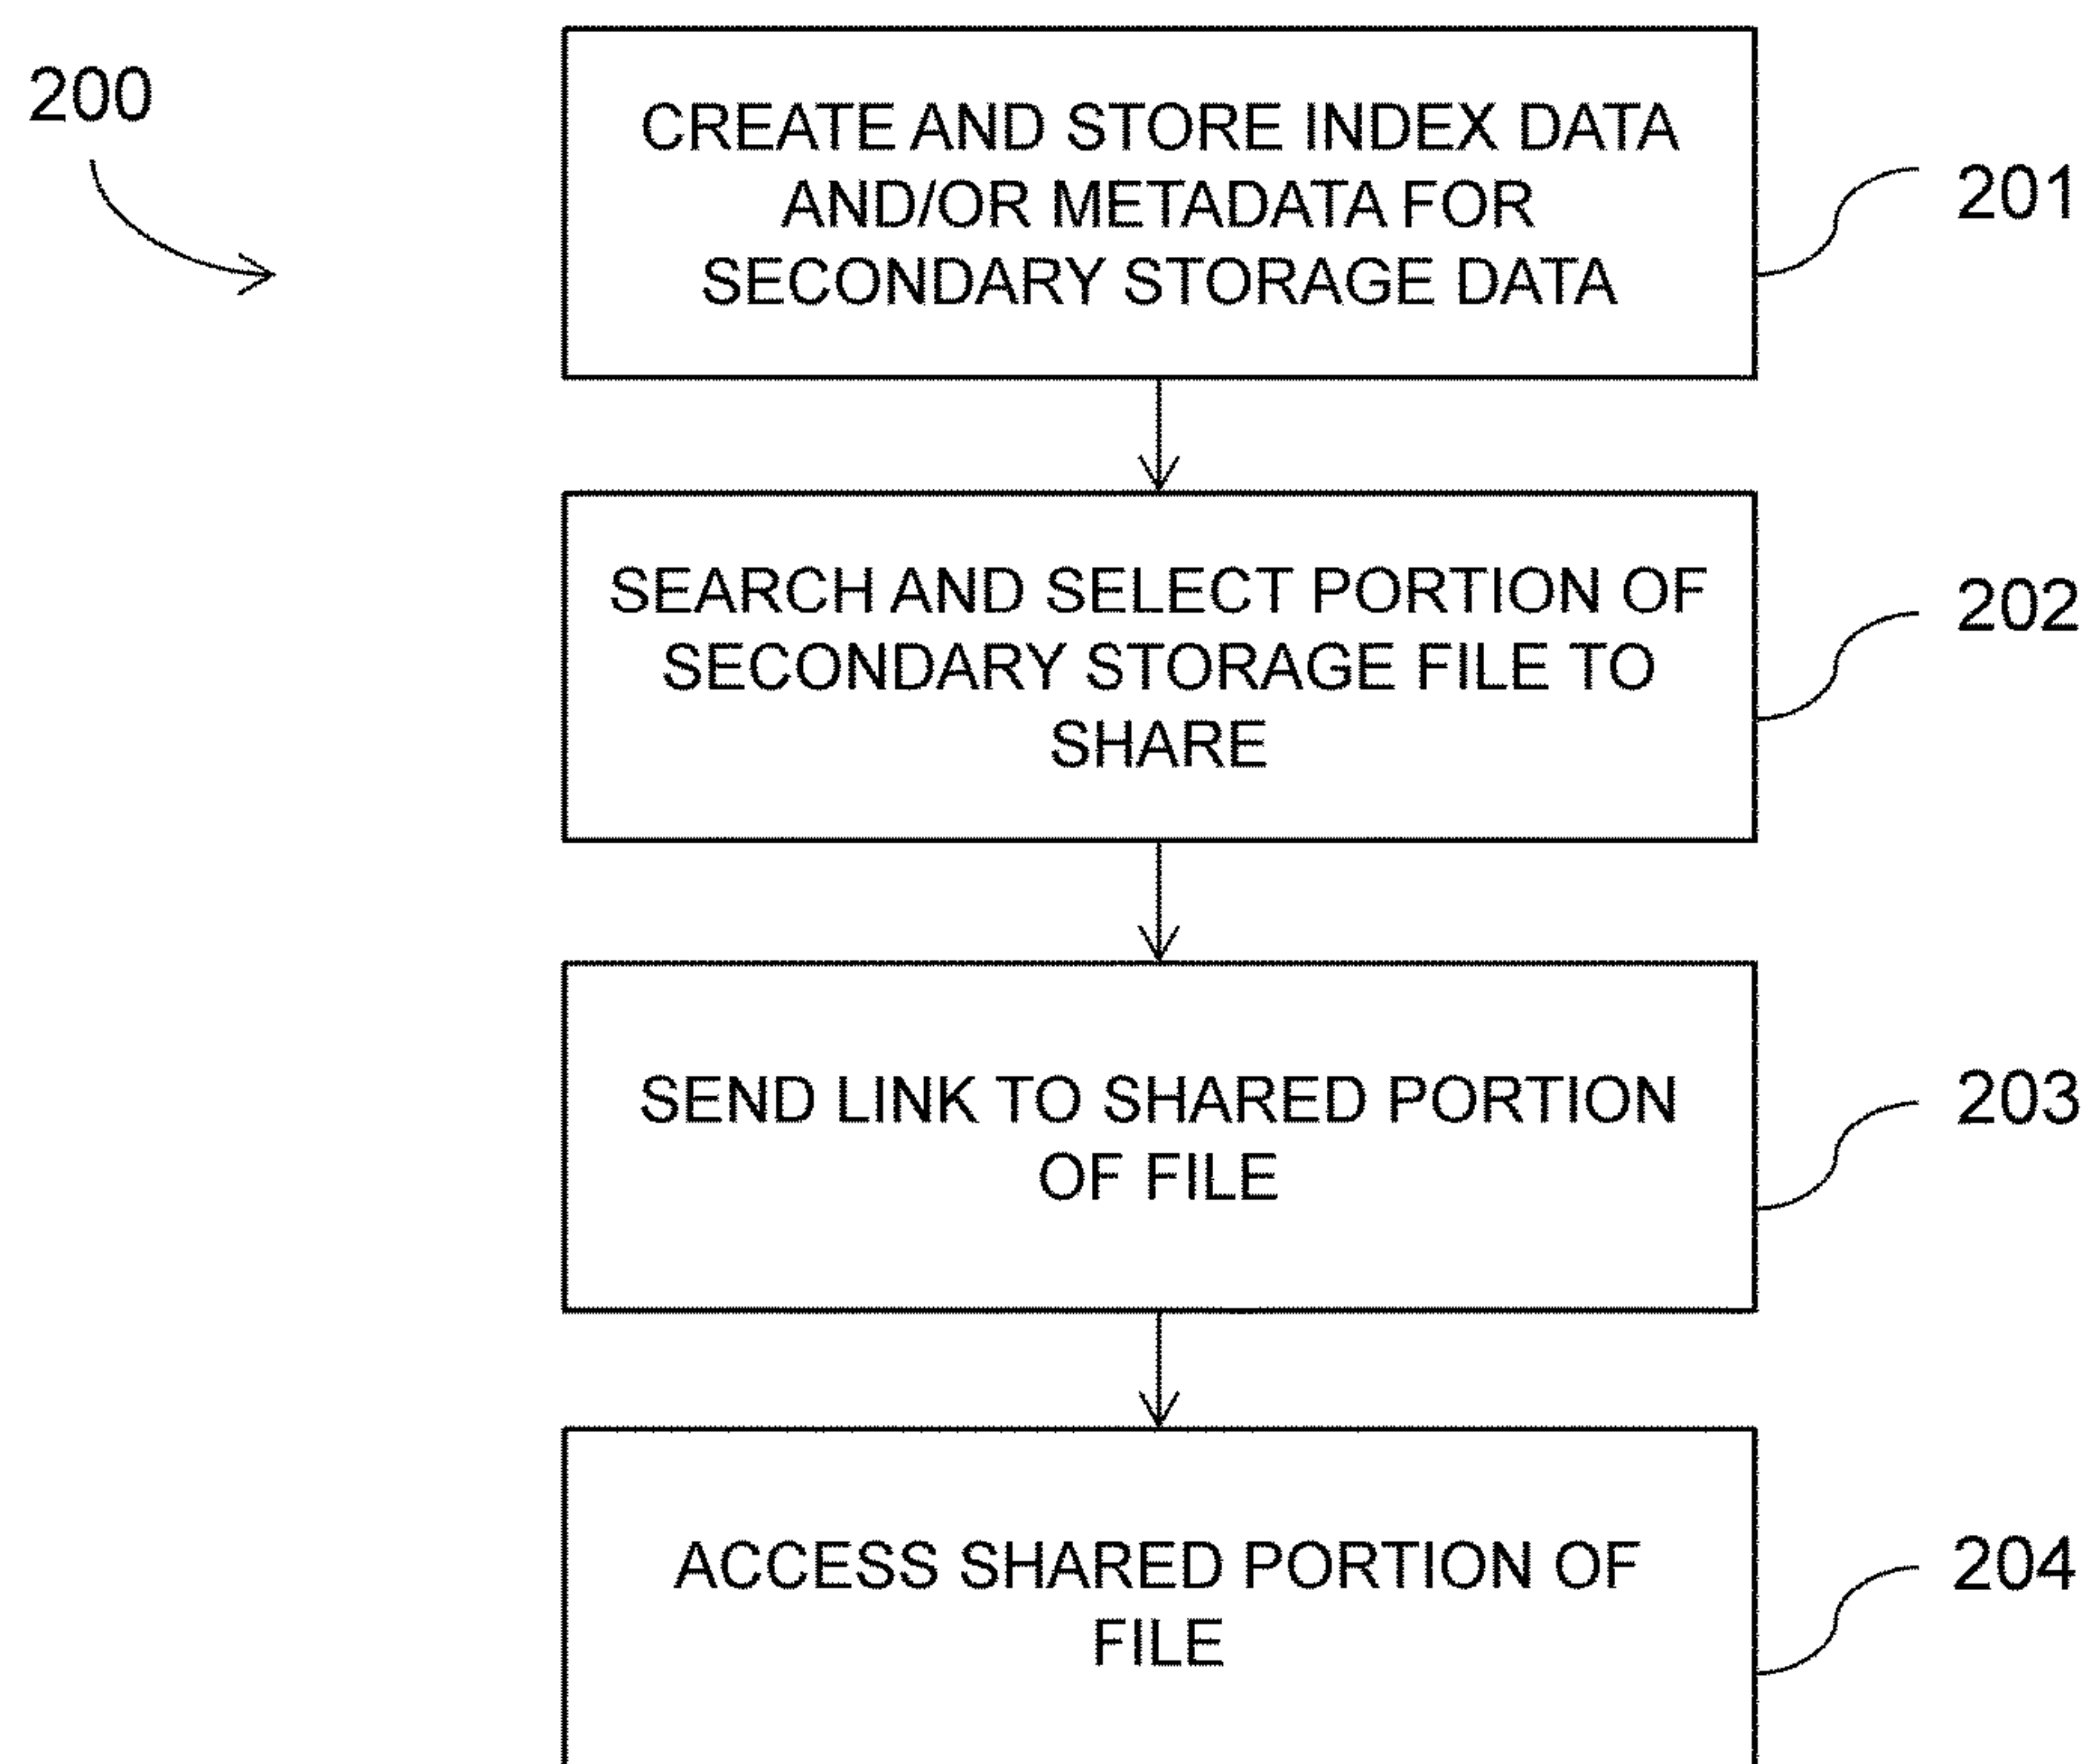 200
CREATE AND STORE INDEX DATA
AND/OR METADATA FOR
SECONDARY STORAGE DATA
201
SEARCH AND SELECT PORTION OF
SECONDARY STORAGE FILE TO
SHARE
202
SEND LINK TO SHARED PORTION
OF FILE
203
ACCESS SHARED PORTION OF
FILE
204